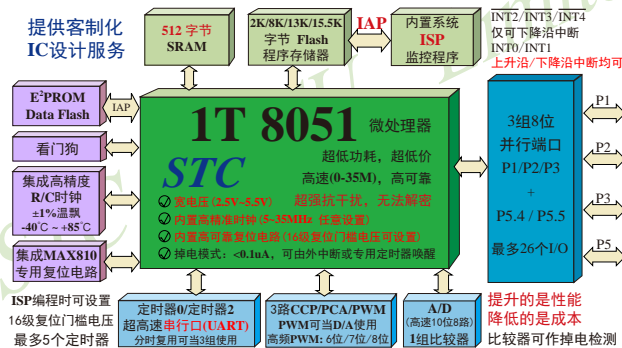 提供客制化
IC设计服务
512 字节
SRAM
2K/8K/13K/15.5K
字节 Flash
程序存储器
IAP
内置系统
ISP
监控程序
INT2/INT3/INT4
仅可下降沿中断
INT0/INT1
上升沿/下降沿中断均可
E²PROM
Data Flash
IAP
看门狗
集成高精度
R/C时钟
±1%温飘
-40℃ ~ +85℃
集成MAX810
专用复位电路
1T 8051 微处理器
STC
超低功耗，超低价
高速(0-35M)，高可靠
宽电压(2.5V~5.5V)
超强抗干扰，无法解密
内置高精准时钟(5~35MHz 任意设置)
内置高可靠复位电路(16级复位门槛电压可设置)
掉电模式：<0.1uA，可由外中断或专用定时器唤醒
3组8位
并行端口
P1/P2/P3
+
P5.4 / P5.5
最多26个I/O
P1
P2
P3
P5
ISP编程时可设置
16级复位门槛电压
最多5个定时器
定时器0/定时器2
超高速串行口(UART)
分时复用可当3组使用
3路CCP/PCA/PWM
PWM可当D/A使用
高频PWM: 6位/7位/8位
A/D
(高速10位8路)
1组比较器
提升的是性能
降低的是成本
比较器可作掉电检测